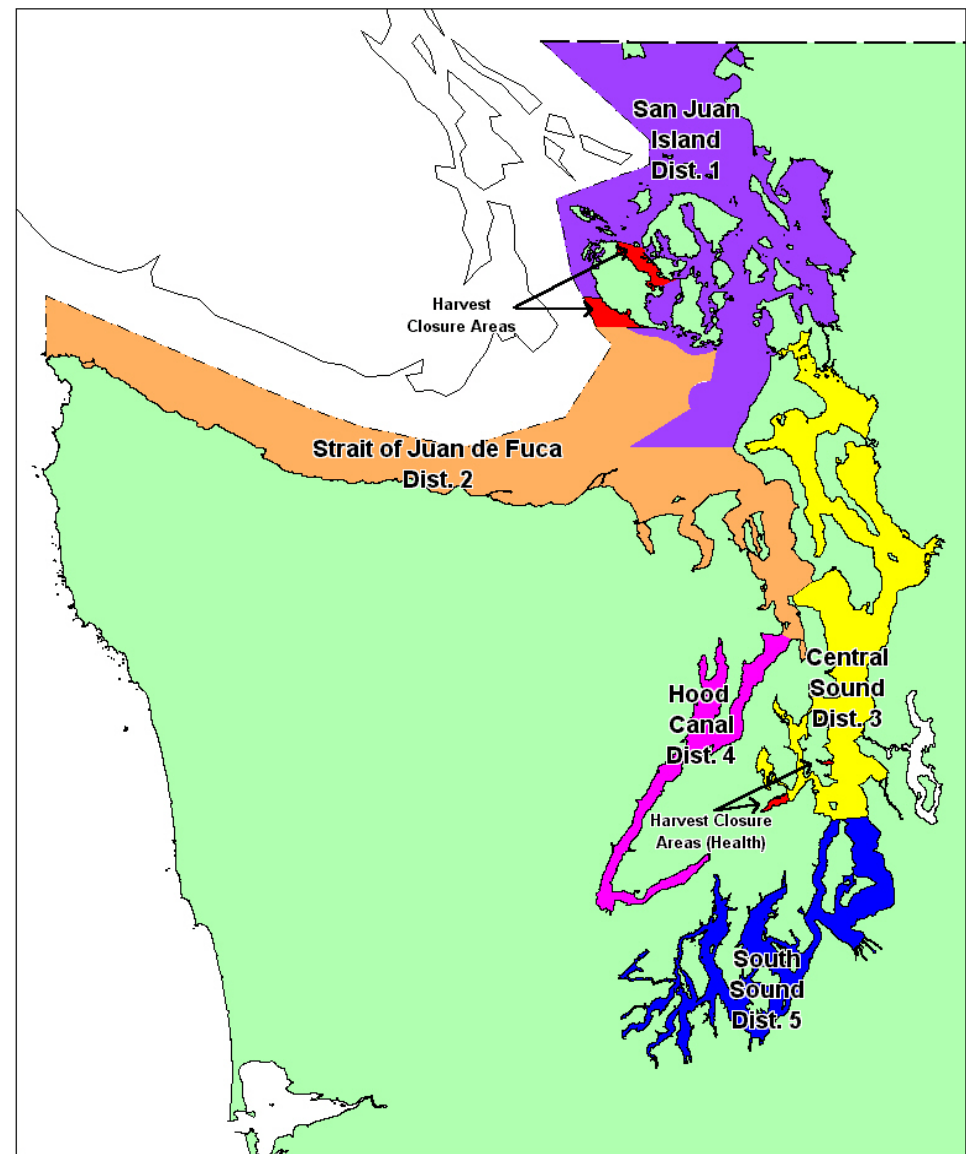 San Juan
Island
Dist. 1
Harvest
Closure Areas
Strait of Juan de Fuca
Dist. 2
Central
Sound
Dist. 3
Hood
Canal
Dist. 4
Harvest Closure
Areas (Health)
South
Sound
Dist. 5